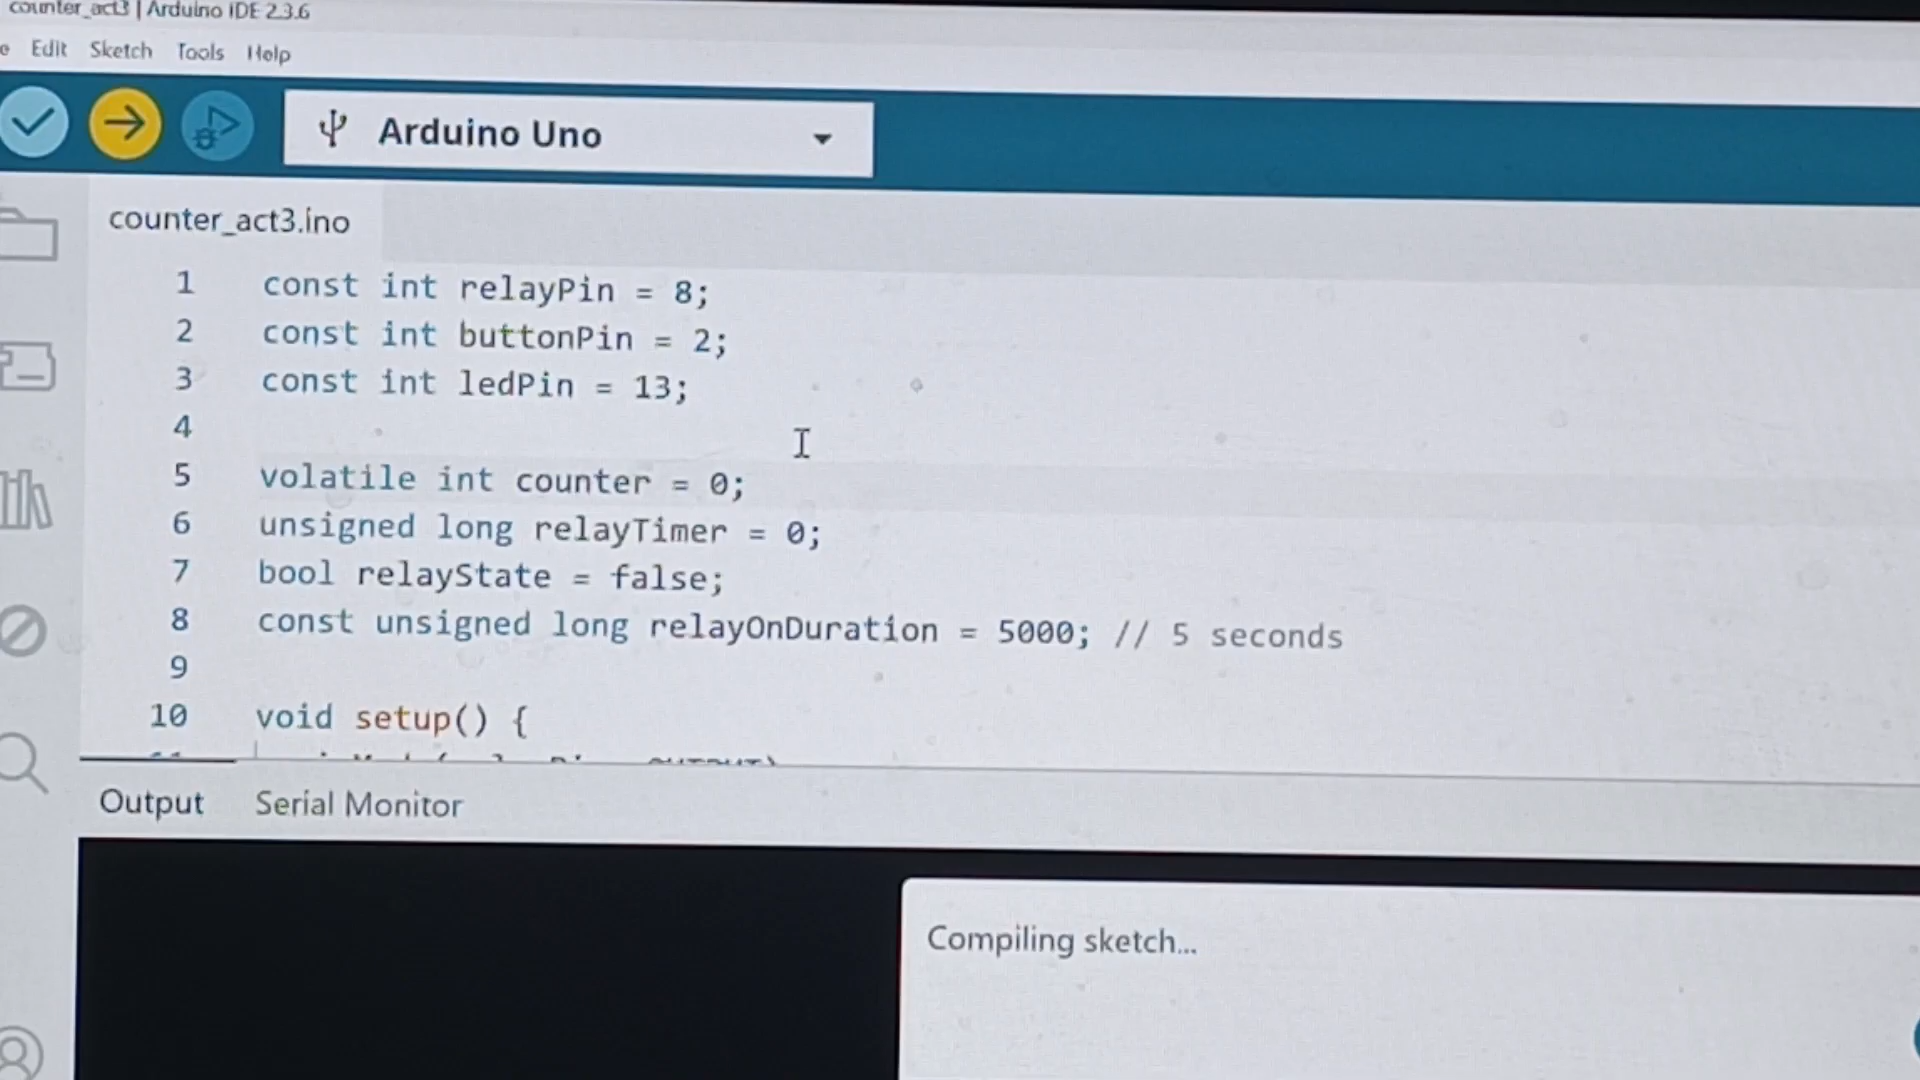 counter_act3 | Arduino IDE 2.3.6
Edit Sketch Tools Help
Arduino Uno
counter_act3.ino
1 const int relayPin = 8;
2 const int buttonPin = 2;
3 const int ledPin = 13;
4
5 volatile int counter = 0;
6 unsigned long relayTimer = 0;
7 bool relayState = false;
8 const unsigned long relayOnDuration = 5000; // 5 seconds
9
10 void setup() {
Output Serial Monitor
Compiling sketch...